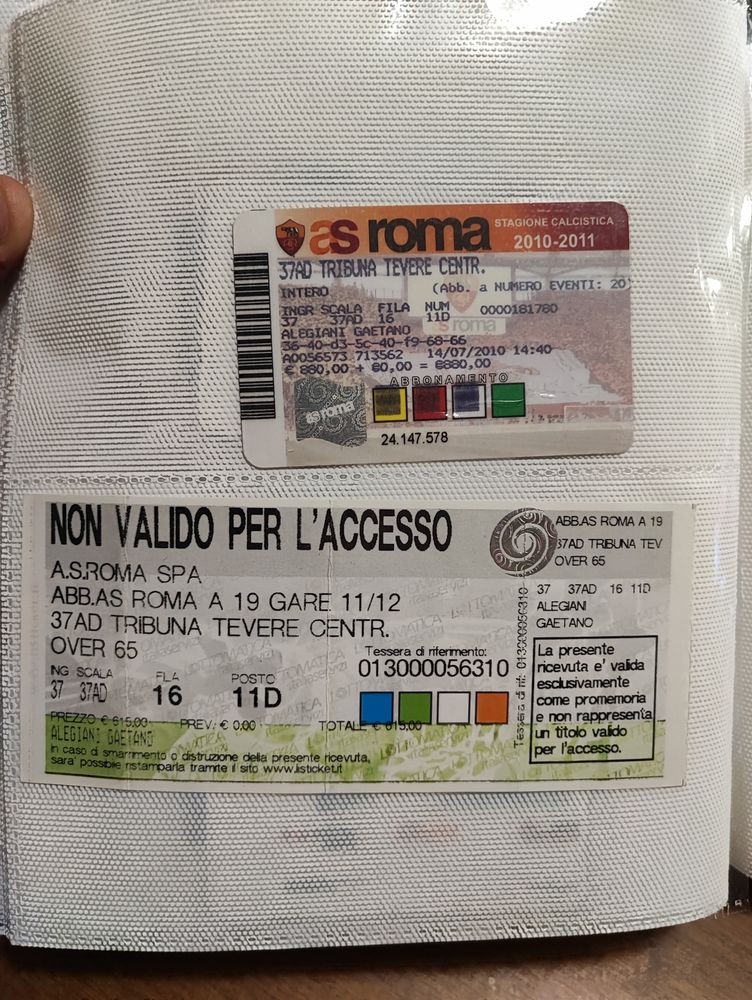 as roma
STAGIONE CALCISTICA
2010-2011
37AD TRIBUNA TEVERE CENTR.
INTERO (Abb. a NUMERO EVENTI: 20)
INGR SCALA FILA NUM 0000181780
37 37AD 16 11D
ALEGIANI GAETANO
36-40-d3-5c-40-f9-68-66
A0056573 713562 14/07/2010 14:40
€ 880,00 + €0,00 = €880,00
ABBONAMENTO
as roma
24.147.578
NON VALIDO PER L'ACCESSO
A.S.ROMA SPA
ABB.AS ROMA A 19 GARE 11/12
37AD TRIBUNA TEVERE CENTR.
OVER 65
ING SCALA FILA POSTO
37 37AD 16 11D
Tessera di riferimento:
013000056310
PREZZO € 615,00 PREV.: € 0,00 TOTALE € 615,00
ALEGIANI GAETANO
in caso di smarrimento o distruzione della presente ricevuta,
sara' possibile ristamparla tramite il sito www.listicket.it
Tessera di rif.: 013000056310
ABB.AS ROMA A 19
37AD TRIBUNA TEV
OVER 65
37 37AD 16 11D
ALEGIANI
GAETANO
La presente
ricevuta e' valida
esclusivamente
come promemoria
e non rappresenta
un titolo valido
per l'accesso.